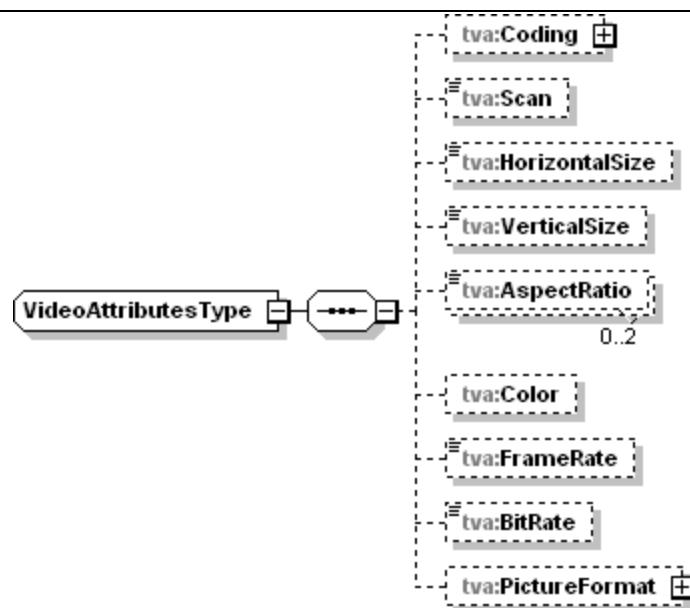 tva:Coding
tva:Scan
tva:HorizontalSize
tva:VerticalSize
VideoAttributesType
tva:AspectRatio
0..2
tva:Color
tva:FrameRate
tva:BitRate
tva:PictureFormat